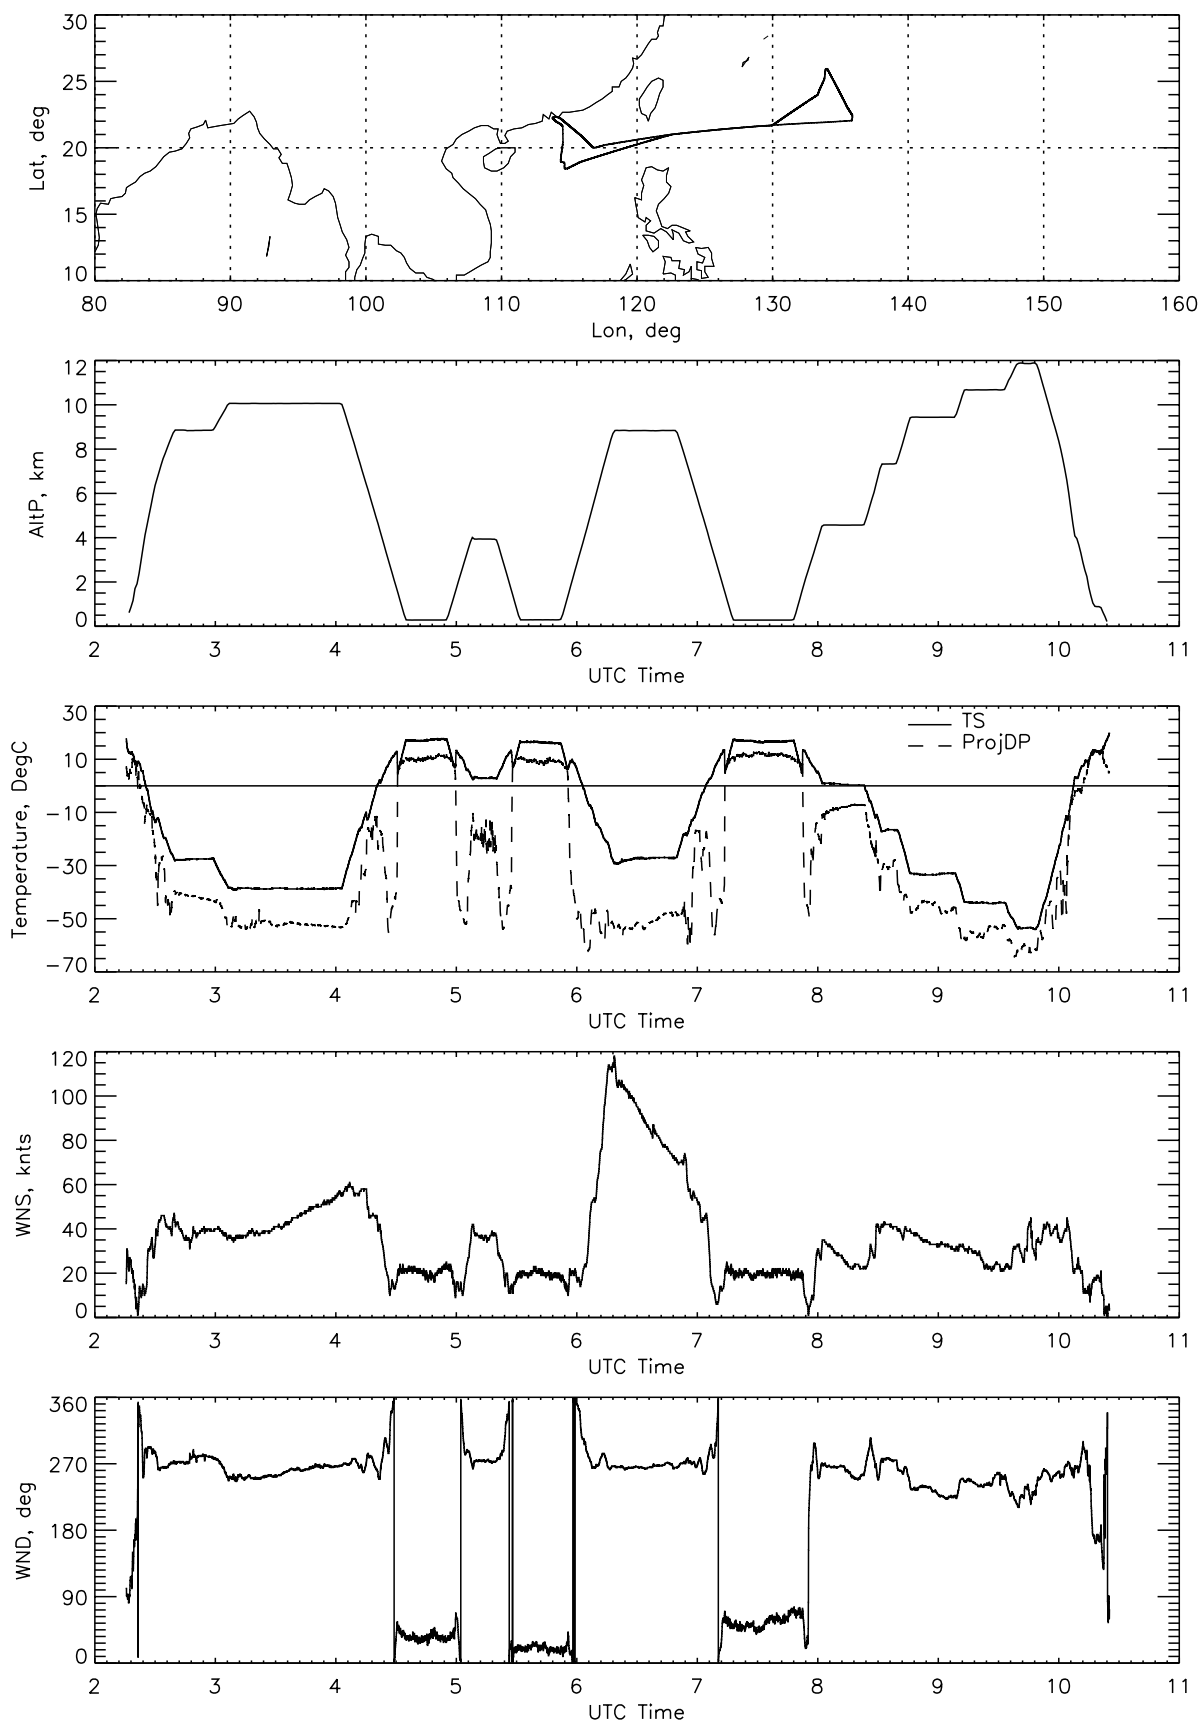 30
25
20
15
10
Lat, deg
80 90 100 110 120 130 140 150 160
Lon, deg
12
10
8
6
4
2
0
AltP, km
2 3 4 5 6 7 8 9 10 11
UTC Time
30
10
−10
−30
−50
−70
Temperature, DegC
TS
ProjDP
2 3 4 5 6 7 8 9 10 11
UTC Time
120
100
80
60
40
20
0
WNS, knts
2 3 4 5 6 7 8 9 10 11
UTC Time
360
270
180
90
0
WND, deg
2 3 4 5 6 7 8 9 10 11
UTC Time